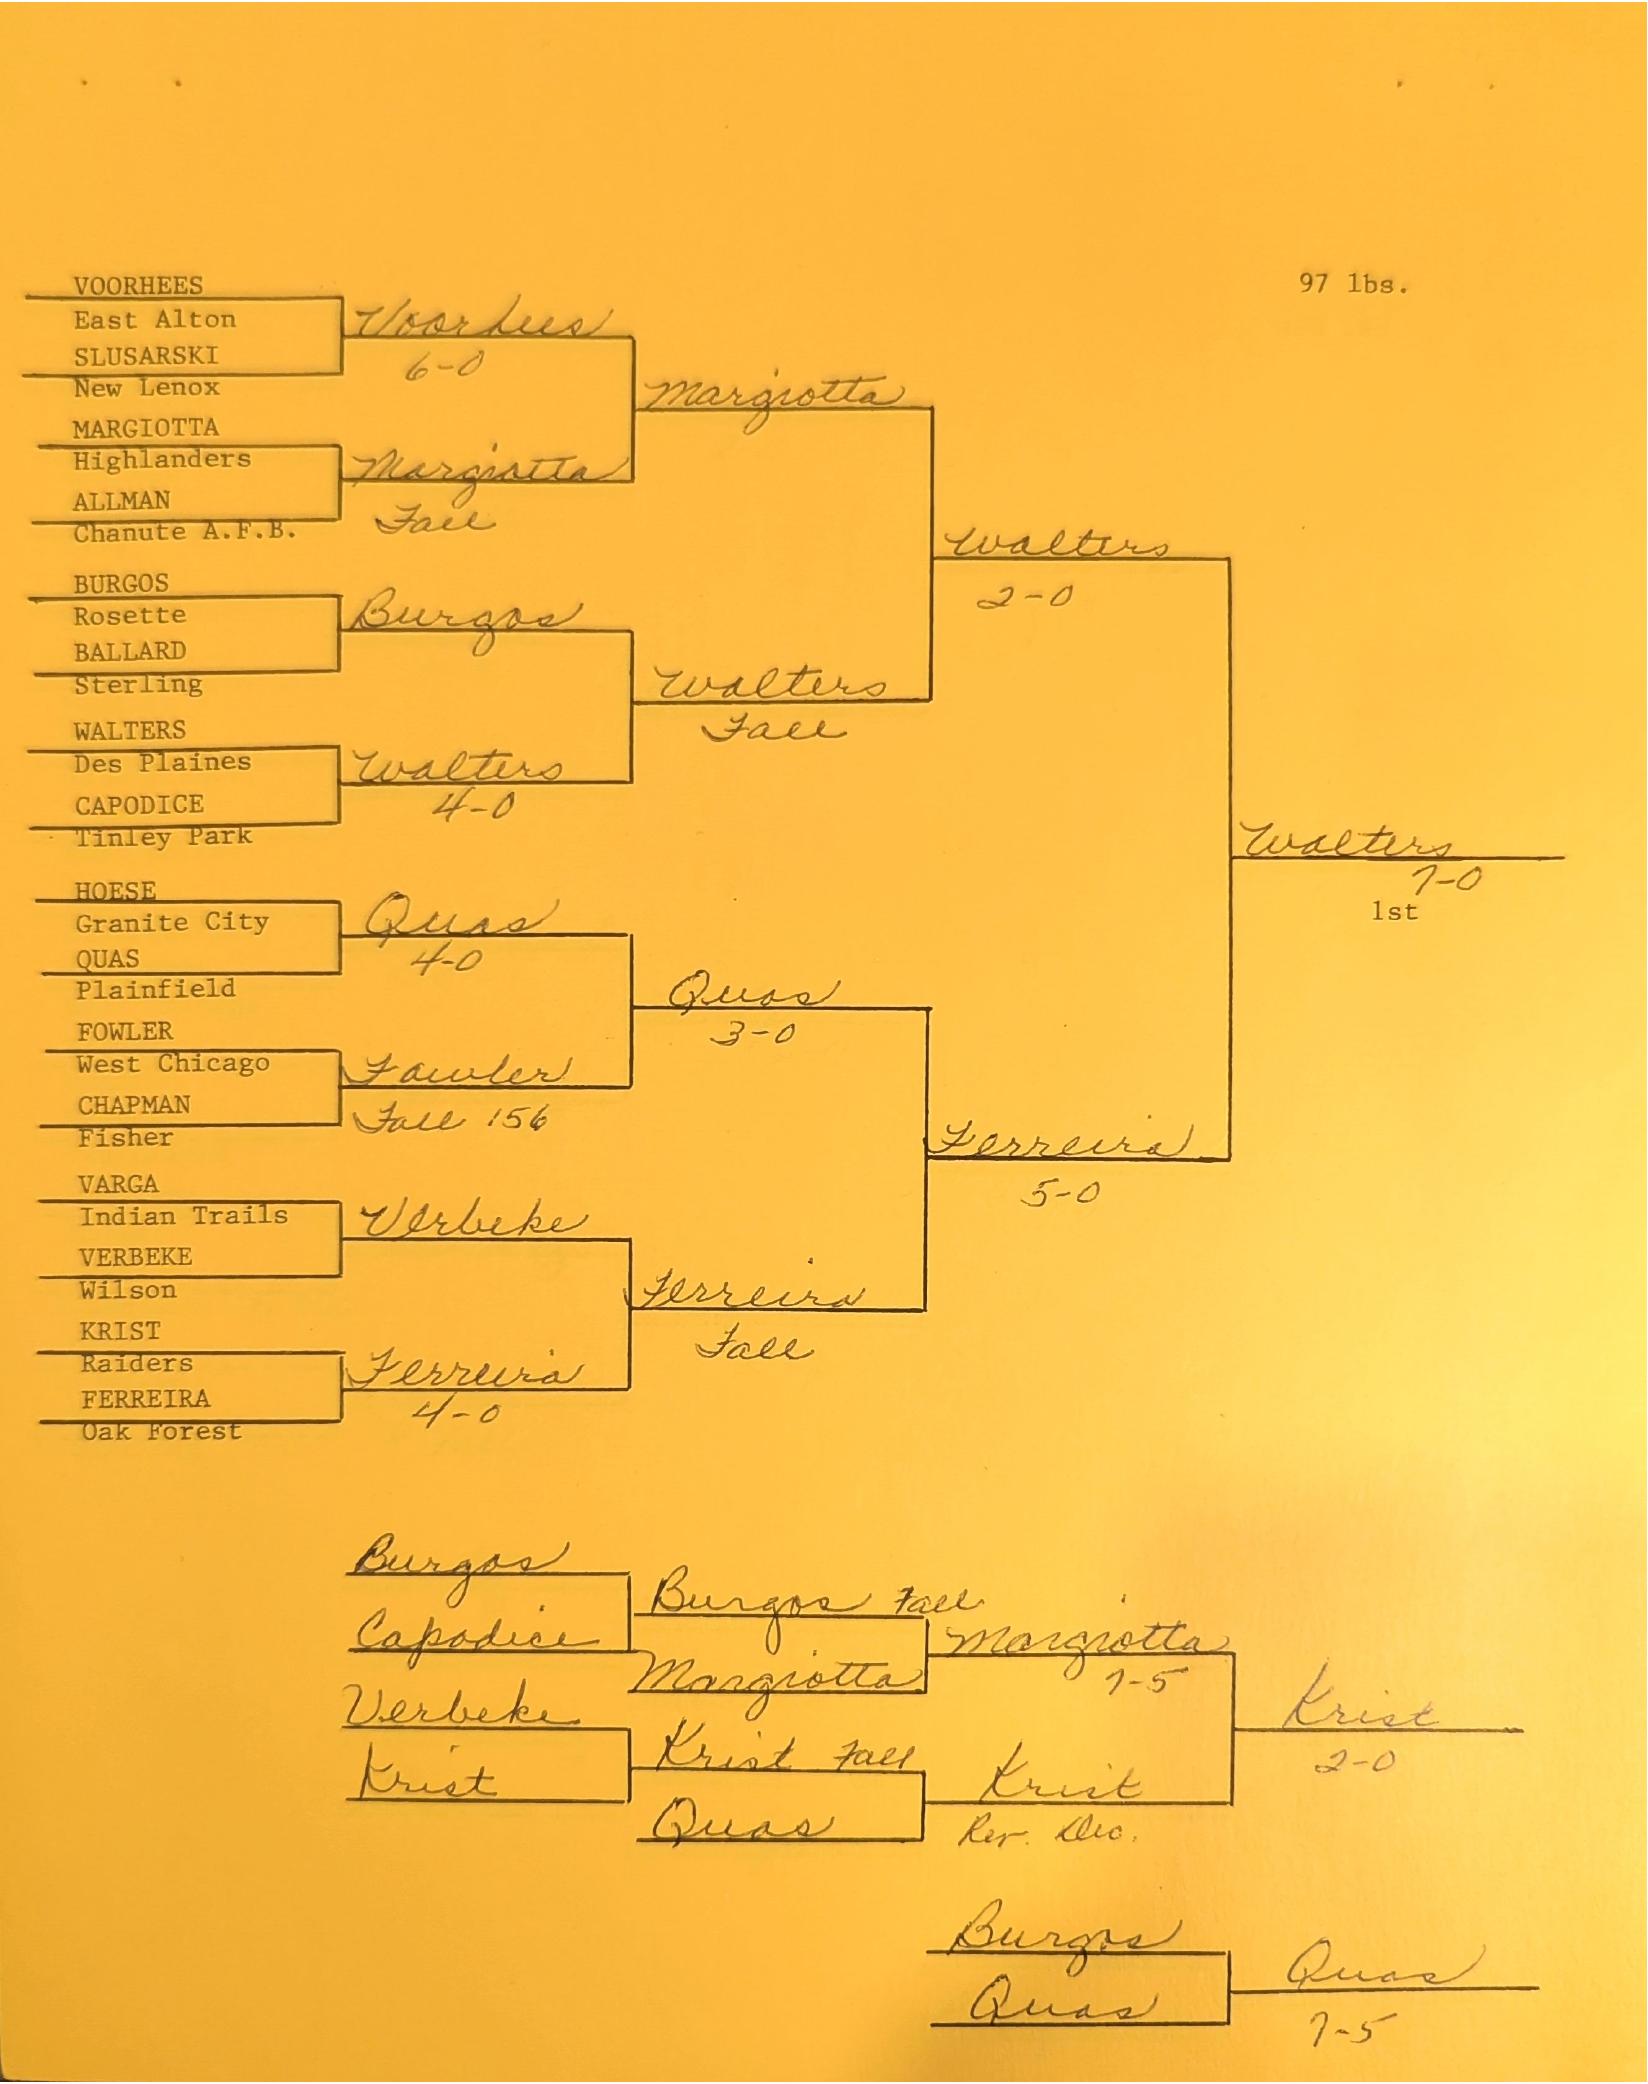 97 lbs.
VOORHEES
East Alton
SLUSARSKI
New Lenox
MARGIOTTA
Highlanders
ALLMAN
Chanute A.F.B.
BURGOS
Rosette
BALLARD
Sterling
WALTERS
Des Plaines
CAPODICE
Tinley Park
HOESE
Granite City
QUAS
Plainfield
FOWLER
West Chicago
CHAPMAN
Fisher
VARGA
Indian Trails
VERBEKE
Wilson
KRIST
Raiders
FERREIRA
Oak Forest
Voorhees
6-0
Margiotta
Fall
Burgos
Walters
4-0
Quas
4-0
Fowler
Fall 156
Verbeke
Ferreira
4-0
Margiotta
Walters
Fall
Quas
3-0
Ferreira
Fall
Walters
2-0
Ferreira
5-0
Walters
7-0
1st
Burgos
Capodice
Verbeke
Krist
Burgos Fall
Margiotta
Krist Fall
Quas
Margiotta
7-5
Krist
Rev. Dec.
Krist
2-0
Burgos
Quas
Quas
7-5